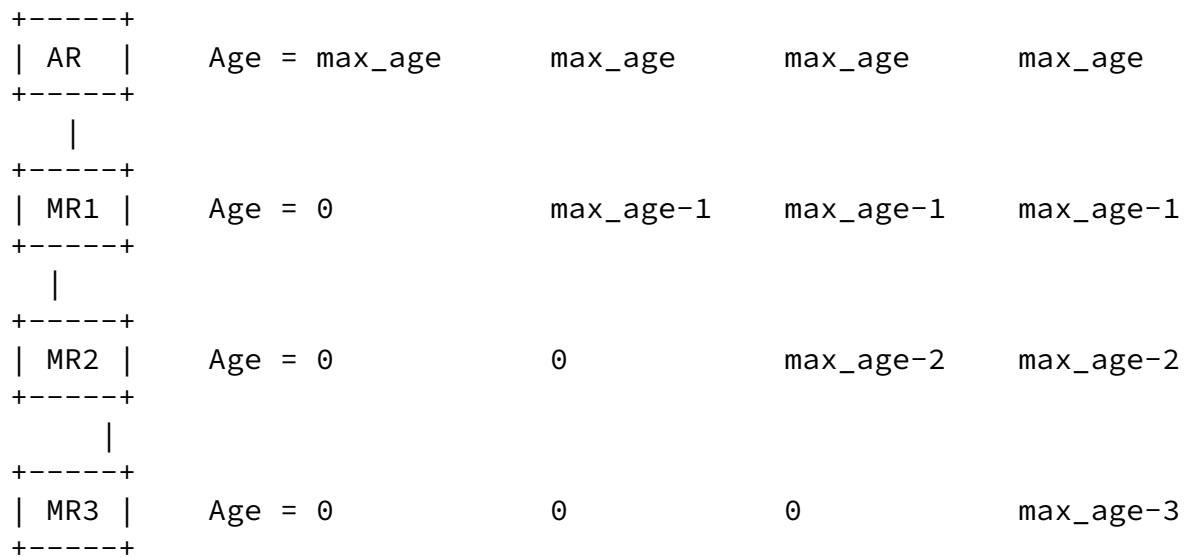 +-----+
| AR  |    Age = max_age      max_age      max_age      max_age
+-----+
   |
+-----+
| MR1 |    Age = 0            max_age-1    max_age-1    max_age-1
+-----+
  |
+-----+
| MR2 |    Age = 0            0            max_age-2    max_age-2
+-----+
     |
+-----+
| MR3 |    Age = 0            0            0            max_age-3
+-----+